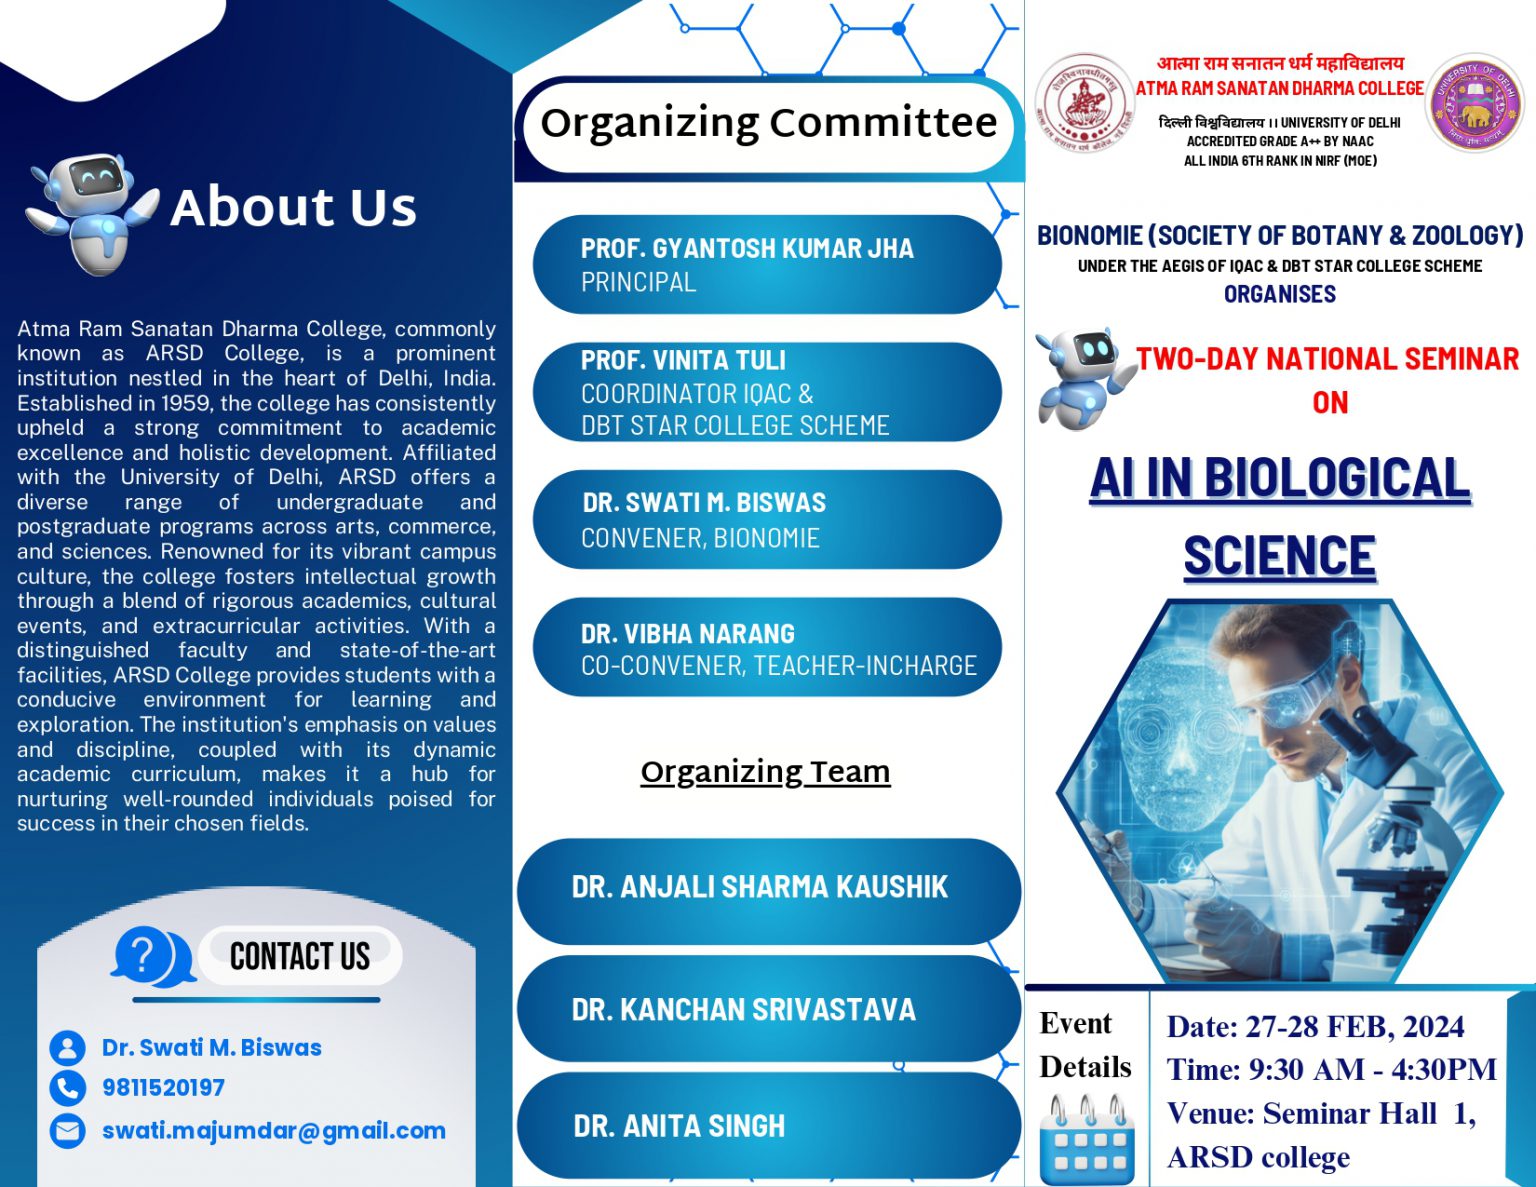 About Us
Atma Ram Sanatan Dharma College, commonly
known as ARSD College, is a prominent
institution nestled in the heart of Delhi, India.
Established in 1959, the college has consistently
upheld a strong commitment to academic
excellence and holistic development. Affiliated
with the University of Delhi, ARSD offers a
diverse range of undergraduate and
postgraduate programs across arts, commerce,
and sciences. Renowned for its vibrant campus
culture, the college fosters intellectual growth
through a blend of rigorous academics, cultural
events, and extracurricular activities. With a
distinguished faculty and state-of-the-art
facilities, ARSD College provides students with a
conducive environment for learning and
exploration. The institution's emphasis on values
and discipline, coupled with its dynamic
academic curriculum, makes it a hub for
nurturing well-rounded individuals poised for
success in their chosen fields.
CONTACT US
Dr. Swati M. Biswas
9811520197
swati.majumdar@gmail.com
Organizing Committee
PROF. GYANTOSH KUMAR JHA
PRINCIPAL
PROF. VINITA TULI
COORDINATOR IQAC &
DBT STAR COLLEGE SCHEME
DR. SWATI M. BISWAS
CONVENER, BIONOMIE
DR. VIBHA NARANG
CO-CONVENER, TEACHER-INCHARGE
Organizing Team
DR. ANJALI SHARMA KAUSHIK
DR. KANCHAN SRIVASTAVA
DR. ANITA SINGH
आत्मा राम सनातन धर्म महाविद्यालय
ATMA RAM SANATAN DHARMA COLLEGE
दिल्ली विश्वविद्यालय ।। UNIVERSITY OF DELHI
ACCREDITED GRADE A++ BY NAAC
ALL INDIA 6TH RANK IN NIRF (MOE)
UNIVERSITY OF DELHI
BIONOMIE (SOCIETY OF BOTANY & ZOOLOGY)
UNDER THE AEGIS OF IQAC & DBT STAR COLLEGE SCHEME
ORGANISES
TWO-DAY NATIONAL SEMINAR
ON
AI IN BIOLOGICAL
SCIENCE
Event
Details
Date: 27-28 FEB, 2024
Time: 9:30 AM - 4:30PM
Venue: Seminar Hall 1,
ARSD college